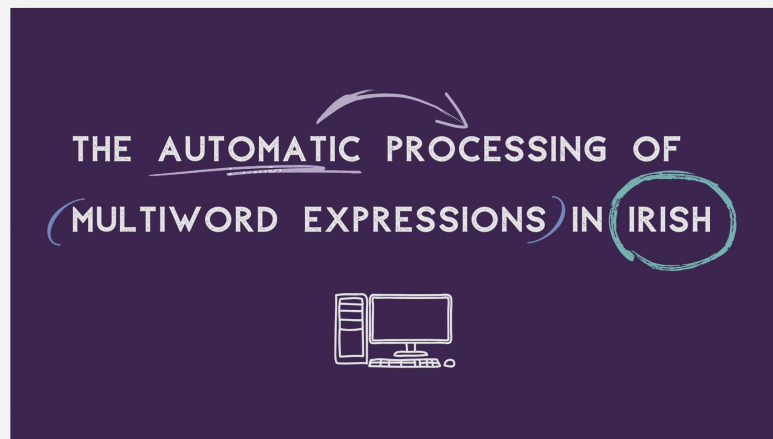 THE AUTOMATIC PROCESSING OF
MULTIWORD EXPRESSIONS IN IRISH